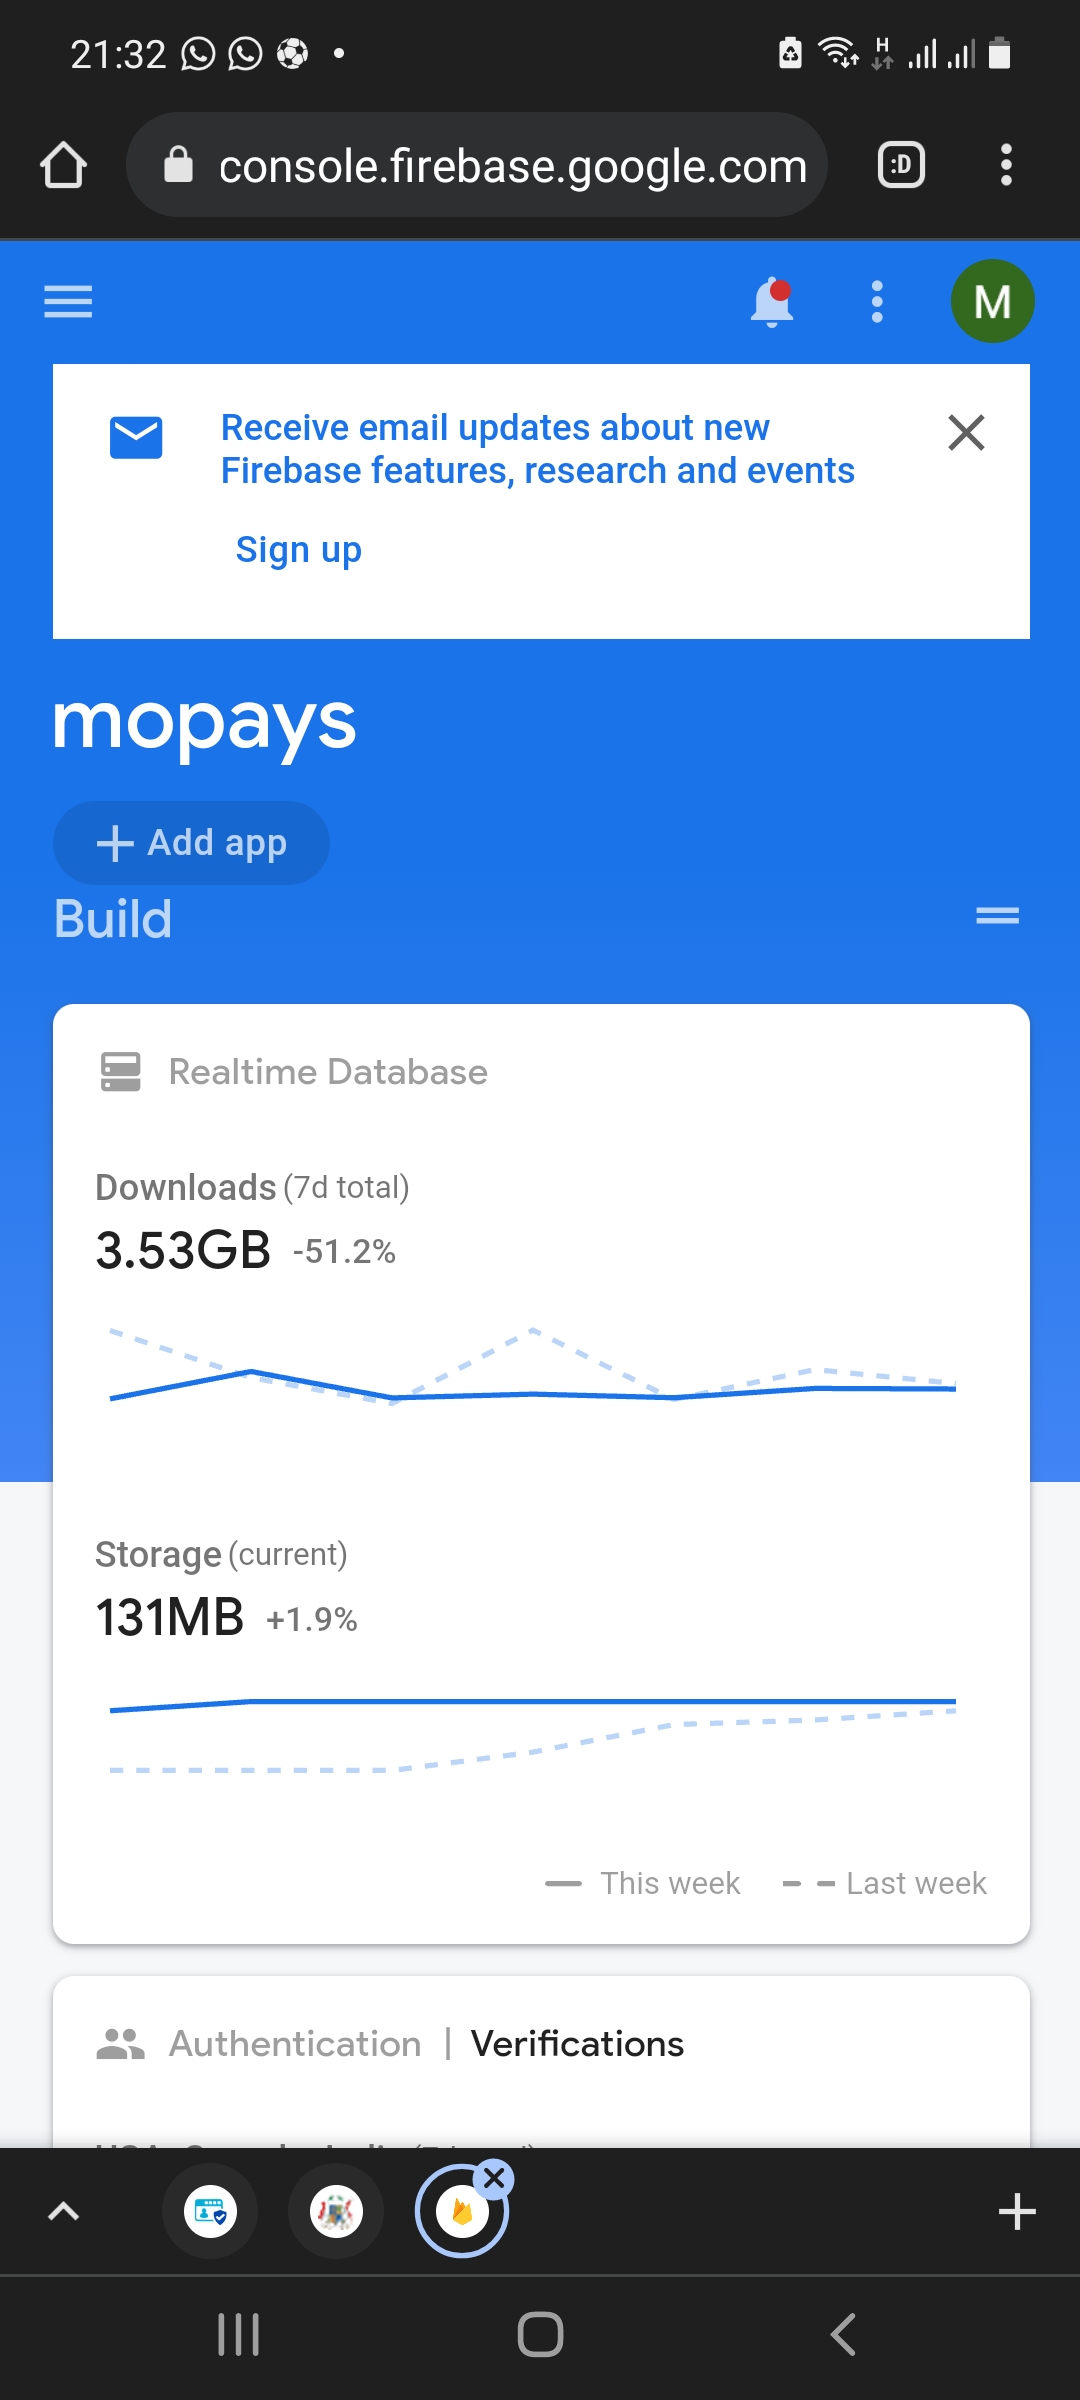 21:32
H
console.firebase.google.com
:D
M
Receive email updates about new
Firebase features, research and events
Sign up
mopays
+ Add app
Build
Realtime Database
Downloads (7d total)
3.53GB -51.2%
Storage (current)
131MB +1.9%
This week
Last week
Authentication | Verifications